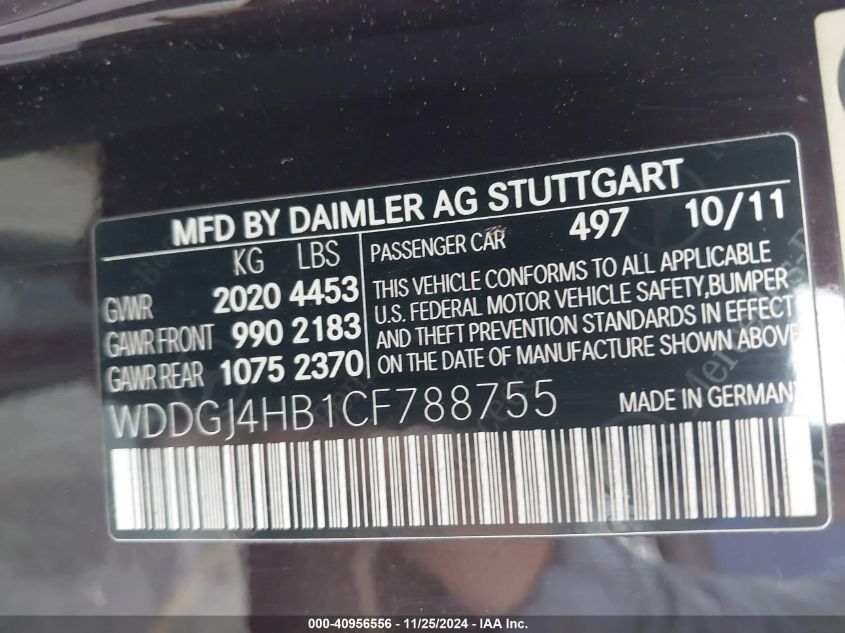 MFD BY DAIMLER AG STUTTGART
KG LBS
GVWR 2020 4453
GAWR FRONT 990 2183
GAWR REAR 1075 2370
PASSENGER CAR 497 10/11
THIS VEHICLE CONFORMS TO ALL APPLICABLE
U.S. FEDERAL MOTOR VEHICLE SAFETY,BUMPER
AND THEFT PREVENTION STANDARDS IN EFFECT
ON THE DATE OF MANUFACTURE SHOWN ABOVE
WDDGJ4HB1CF788755 MADE IN GERMANY
000-40956556 - 11/25/2024 - IAAI.COM